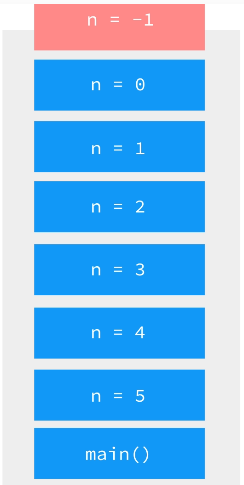 n = -1
n = 0
n = 1
n = 2
n = 3
n = 4
n = 5
main()